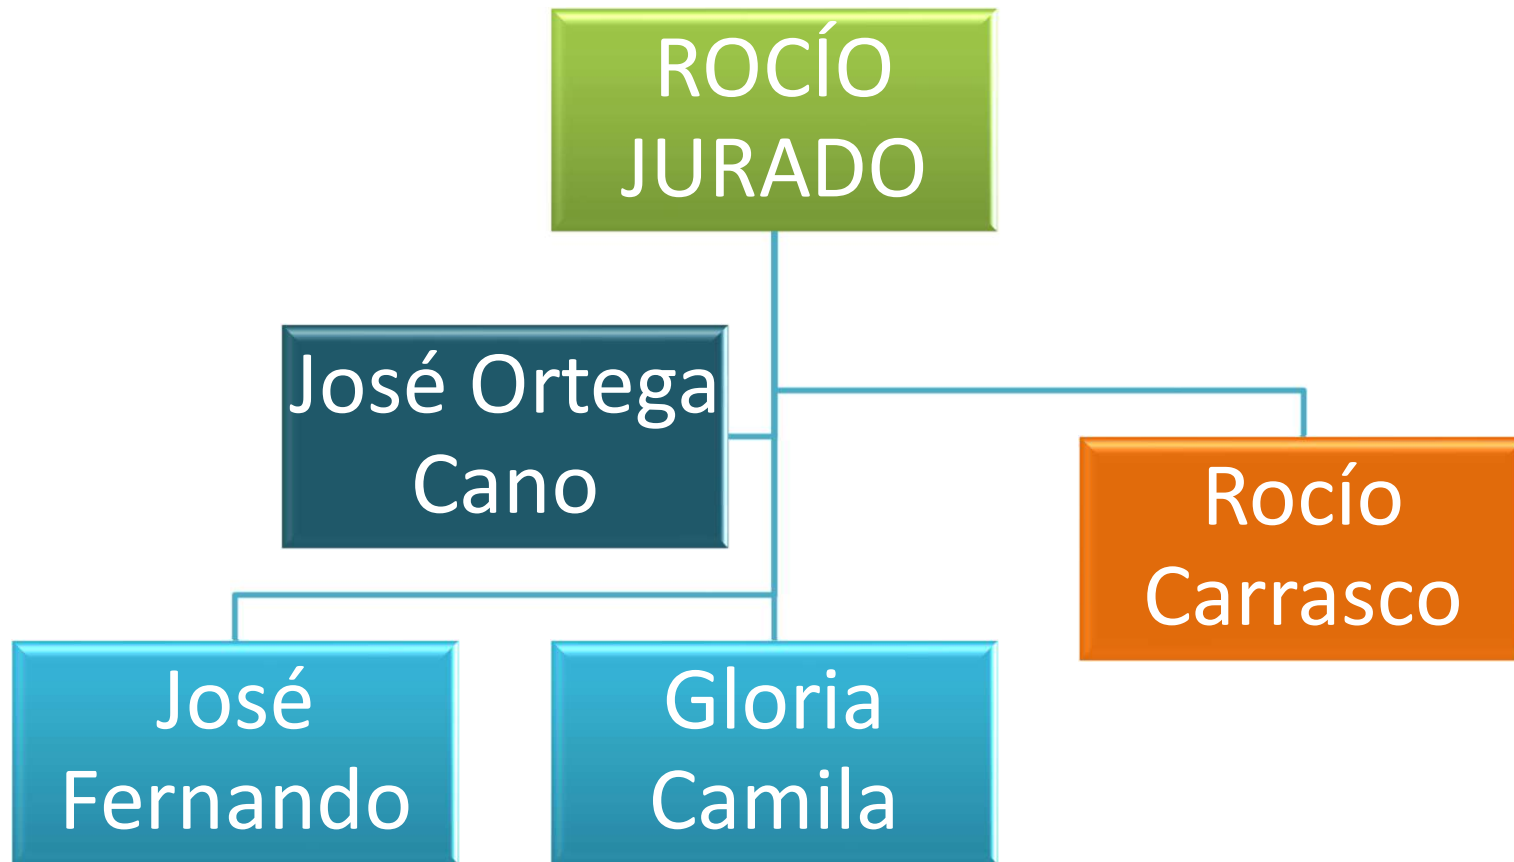 ROCÍO
JURADO
José Ortega
Cano
Rocío
Carrasco
José
Fernando
Gloria
Camila